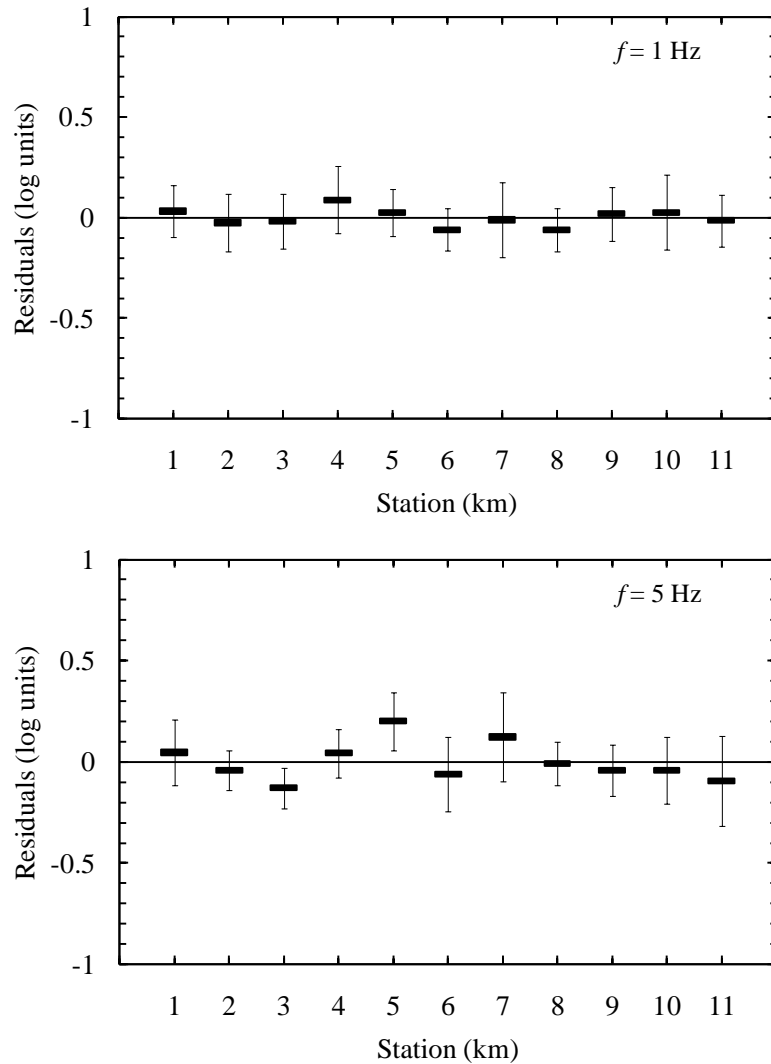 1
f = 1 Hz
0.5
Residuals (log units)
0
-0.5
-1
1 2 3 4 5 6 7 8 9 10 11
Station (km)
1
f = 5 Hz
0.5
Residuals (log units)
0
-0.5
-1
1 2 3 4 5 6 7 8 9 10 11
Station (km)